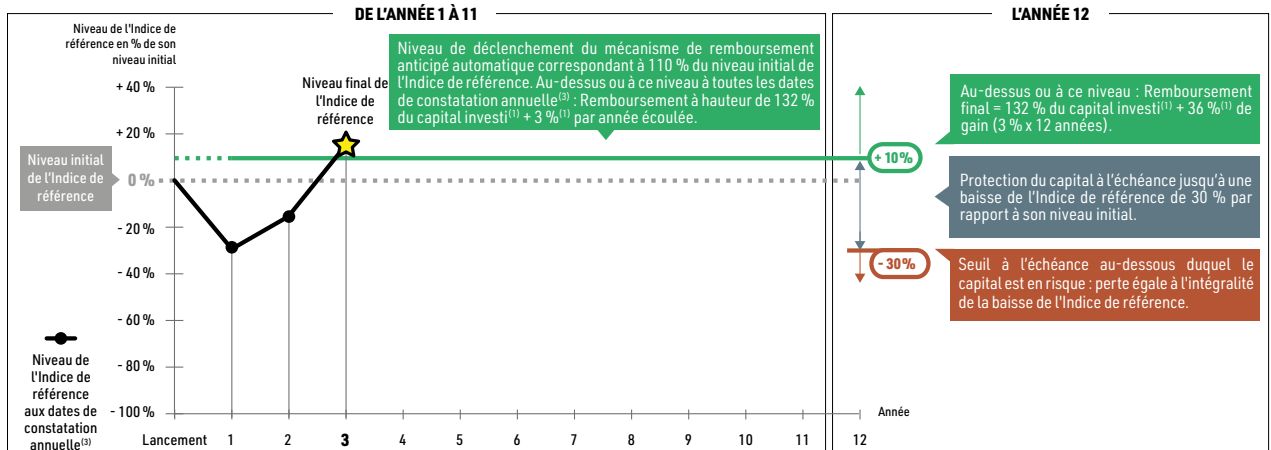 DE L'ANNÉE 1 À 11
Niveau de l'Indice de
référence en % de son
niveau initial
+ 40 %
+ 20 %
0 %
- 20 %
- 40 %
- 60 %
- 80 %
- 100 %
Niveau initial
de l'Indice de
référence
Niveau final de
l'Indice de
référence
Niveau de déclenchement du mécanisme de remboursement
anticipé automatique correspondant à 110 % du niveau initial de
l'Indice de référence. Au-dessus ou à ce niveau à toutes les dates
de constatation annuelle(3) : Remboursement à hauteur de 132 %
du capital investi(1) + 3 %(1) par année écoulée.
Niveau de
l'Indice de
référence
aux dates de
constatation
annuelle(3)
Lancement 1 2 3 4 5 6 7 8 9 10 11
L'ANNÉE 12
+ 10%
- 30%
Au-dessus ou à ce niveau : Remboursement
final = 132 % du capital investi(1) + 36 %(1) de
gain (3 % x 12 années).
Protection du capital à l'échéance jusqu'à une
baisse de l'Indice de référence de 30 % par
rapport à son niveau initial.
Seuil à l'échéance au-dessous duquel le
capital est en risque : perte égale à l'intégralité
de la baisse de l'Indice de référence.
Année
12